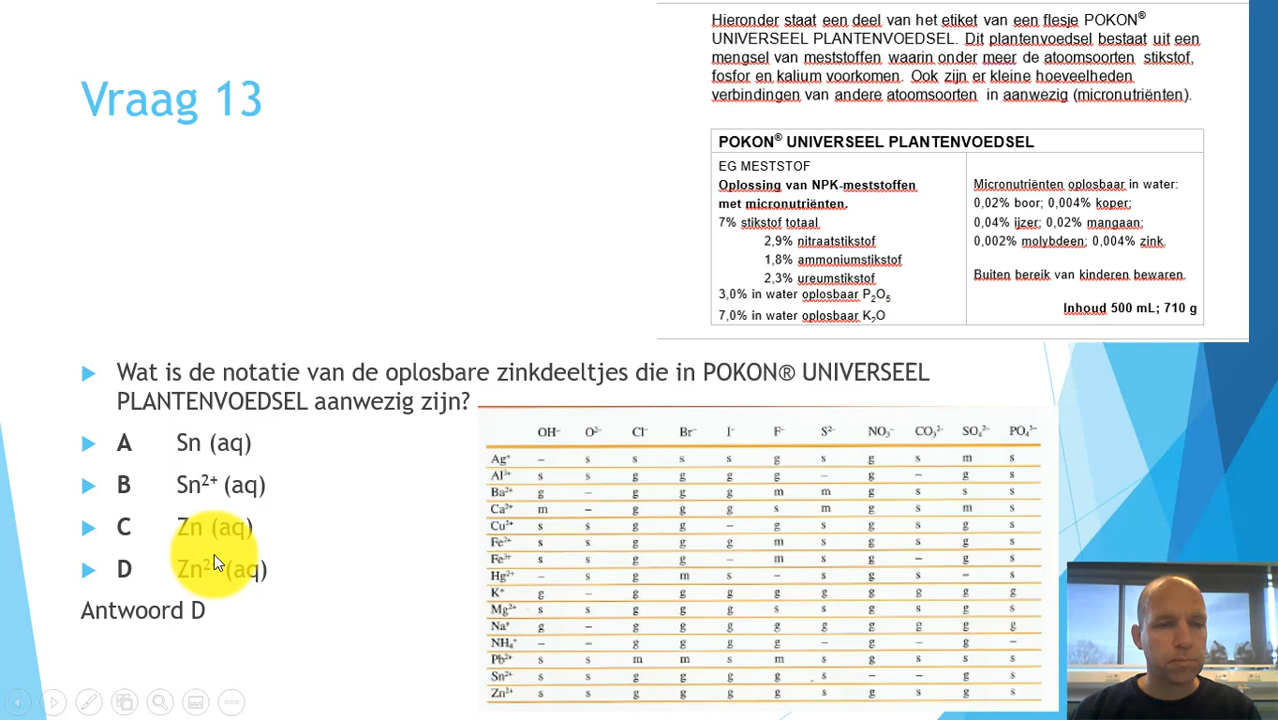 Vraag 13
Hieronder staat een deel van het etiket van een flesje POKON®
UNIVERSEEL PLANTENVOEDSEL. Dit plantenvoedsel bestaat uit een
mengsel van meststoffen waarin onder meer de atoomsoorten stikstof,
fosfor en kalium voorkomen. Ook zijn er kleine hoeveelheden
verbindingen van andere atoomsoorten in aanwezig (micronutriënten).
POKON® UNIVERSEEL PLANTENVOEDSEL
EG MESTSTOF
Oplossing van NPK-meststoffen
met micronutriënten.
7% stikstof totaal
2,9% nitraatstikstof
1,8% ammoniumstikstof
2,3% ureumstikstof
3,0% in water oplosbaar P₂O₅
7,0% in water oplosbaar K₂O
Micronutriënten oplosbaar in water:
0,02% boor; 0,004% koper;
0,04% ijzer; 0,02% mangaan;
0,002% molybdeen; 0,004% zink.
Buiten bereik van kinderen bewaren.
Inhoud 500 mL; 710 g
Wat is de notatie van de oplosbare zinkdeeltjes die in POKON® UNIVERSEEL
PLANTENVOEDSEL aanwezig zijn?
A Sn (aq)
B Sn²⁺ (aq)
C Zn (aq)
D Zn²⁺ (aq)
Antwoord D
OH⁻ O²⁻ Cl⁻ Br⁻ I⁻ F⁻ S²⁻ NO₃⁻ CO₃²⁻ SO₄²⁻ PO₄³⁻
Ag⁺ – s s s s g s g s m s
Al³⁺ s s g g g g – g – g s
Ba²⁺ g – g g g m m g s s s
Ca²⁺ m – g g g s m g s m s
Cu²⁺ s s g g – g s g s g s
Fe²⁺ s s g g g m s g s g s
Fe³⁺ s s g g – m s g – g s
Hg²⁺ – s g m s – s g s – s
K⁺ g – g g g g g g g g g
Mg²⁺ s s g g g s s g s g s
Na⁺ g – g g g g g g g g g
NH₄⁺ – – g g g g – g – g –
Pb²⁺ s s m m s m s g s s s
Sn²⁺ s s g g g g s – – g s
Zn²⁺ s s g g g g s g s g s